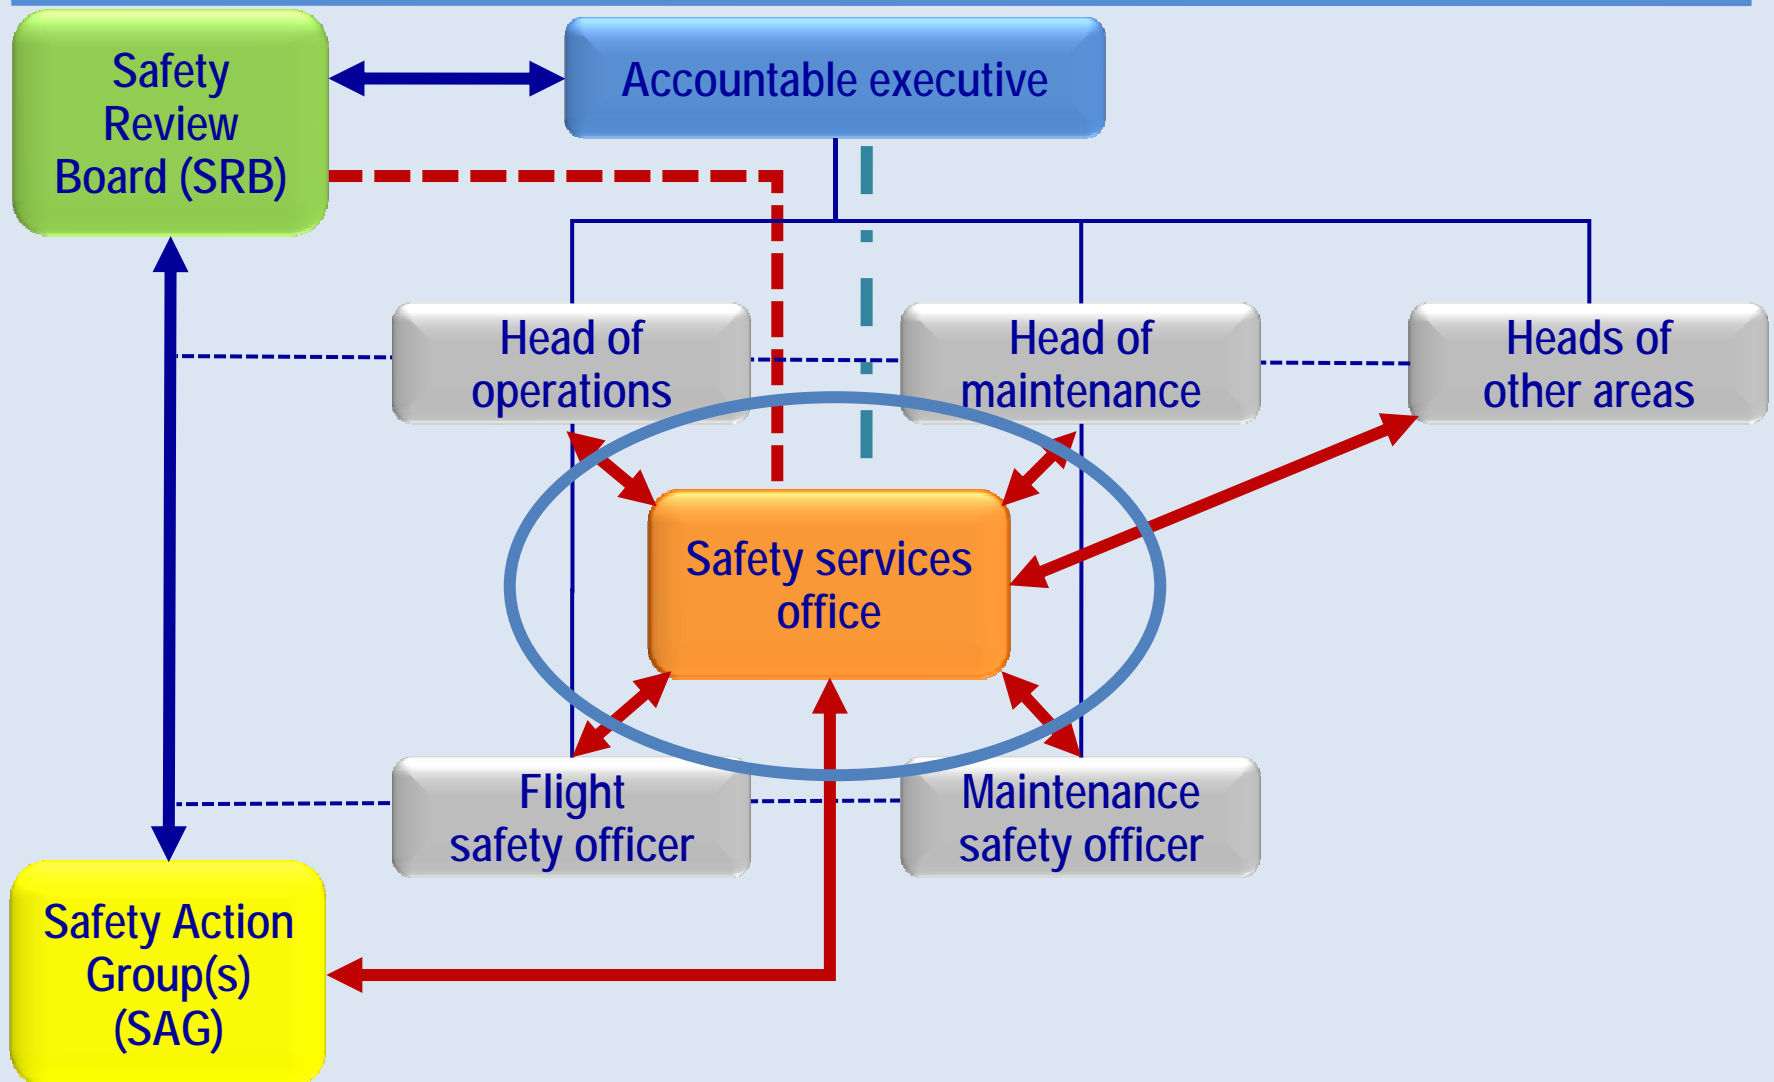 Safety
Review
Board (SRB)
Accountable executive
Head of
operations
Head of
maintenance
Heads of
other areas
Safety services
office
Flight
safety officer
Maintenance
safety officer
Safety Action
Group(s)
(SAG)